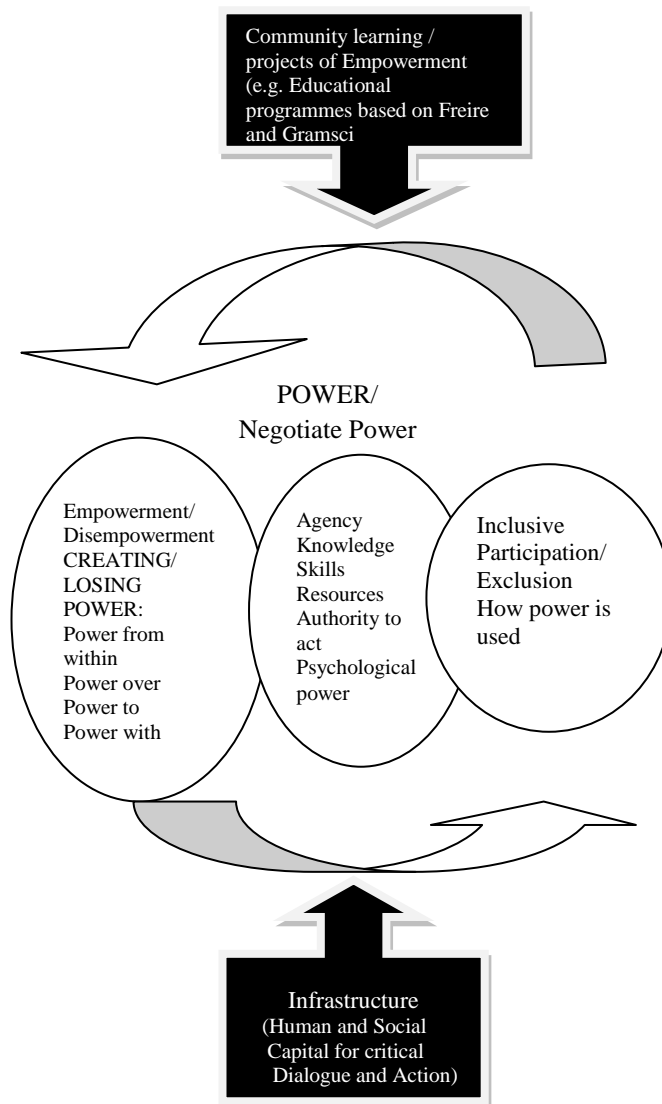 Community learning /
projects of Empowerment
(e.g. Educational
programmes based on Freire
and Gramsci
POWER/
Negotiate Power
Empowerment/
Disempowerment
CREATING/
LOSING
POWER:
Power from
within
Power over
Power to
Power with
Agency
Knowledge
Skills
Resources
Authority to
act
Psychological
power
Inclusive
Participation/
Exclusion
How power is
used
Infrastructure
(Human and Social
Capital for critical
Dialogue and Action)